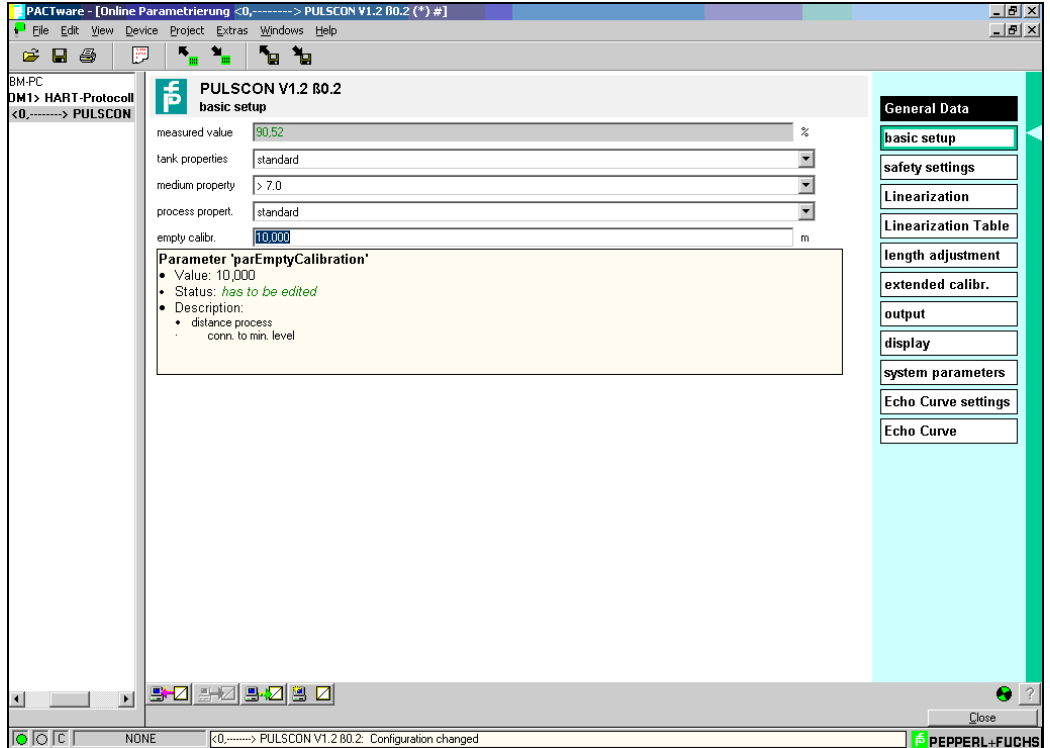 PACTware - [Online Parametrierung <0,--------> PULSCON V1.2 ß0.2 (*) #]
File Edit View Device Project Extras Windows Help
BM-PC
OM1> HART-Protocoll
<0,--------> PULSCON
PULSCON V1.2 ß0.2
basic setup
measured value 90,52 %
tank properties standard
medium property > 7.0
process propert. standard
empty calibr. 10,000 m
Parameter 'parEmptyCalibration'
• Value: 10,000
• Status: has to be edited
• Description:
• distance process
· conn. to min. level
General Data
basic setup
safety settings
Linearization
Linearization Table
length adjustment
extended calibr.
output
display
system parameters
Echo Curve settings
Echo Curve
?
Close
C NONE <0,--------> PULSCON V1.2 ß0.2: Configuration changed
PEPPERL+FUCHS